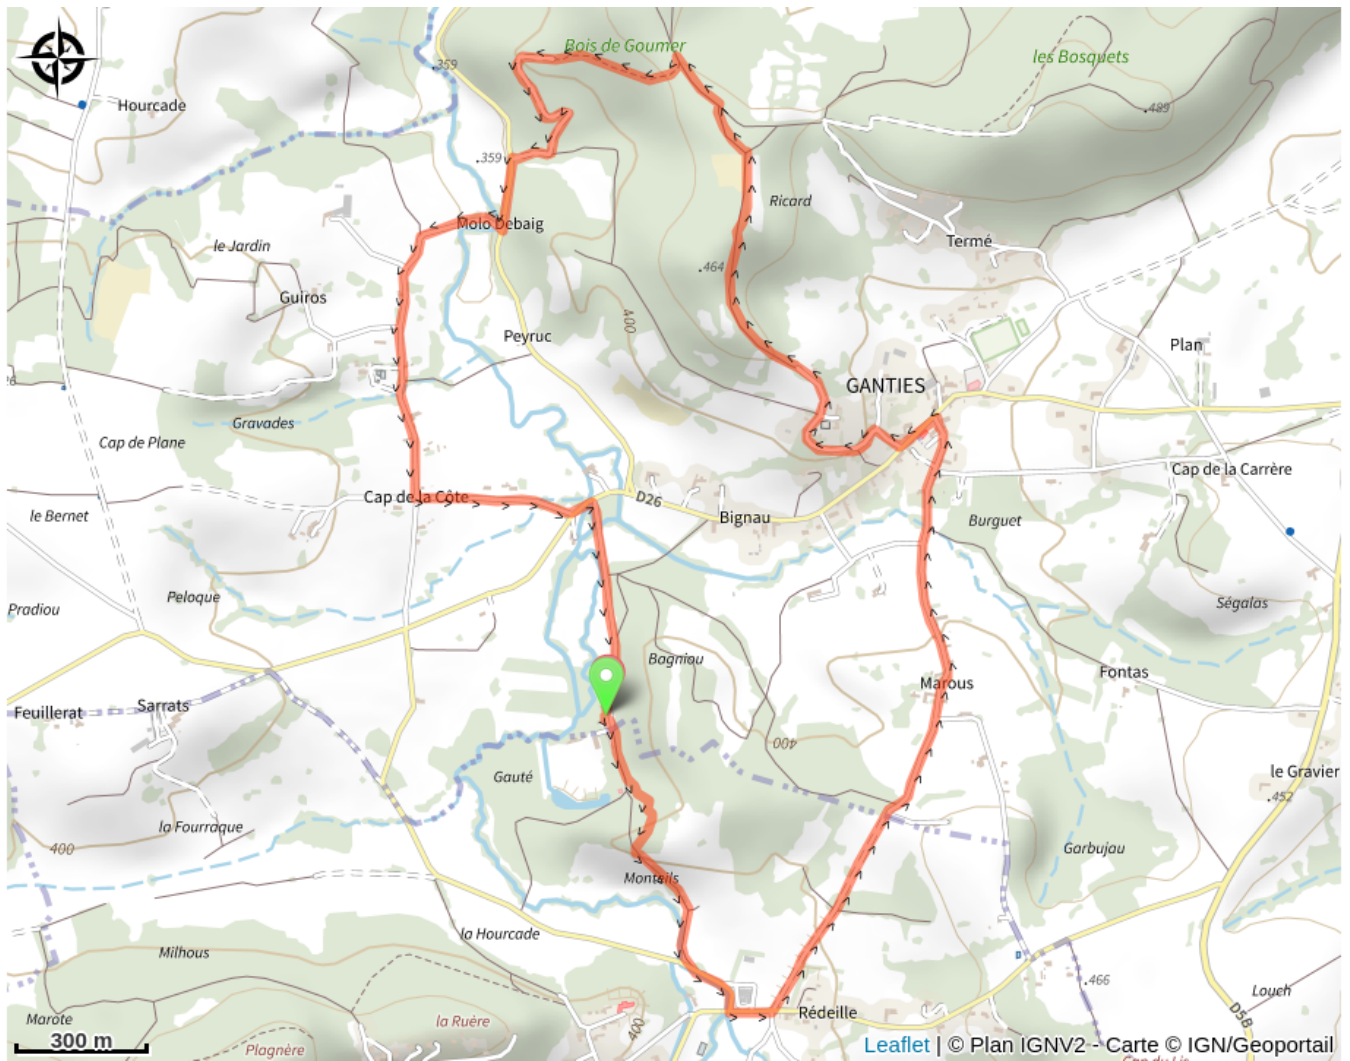 Bois de Goumer
les Bosquets
359
Hourcade
.489
.359
Ricard
Molo Debaig
le Jardin
Termé
.464
Guiros
400
Peyruc
Plan
GANTIES
Gravades
Cap de Plane
Cap de la Carrère
Cap de la Côte
D26
le Bernet
Bignau
Burguet
Peloque
Pradiou
Ségalas
Bagniou
Fontas
Marous
Sarrats
Feuillerat
400
Gauté
le Gravier
.452
la Fourraque
400
Garbujau
Monteils
la Hourcade
Milhous
.466
Louch
Marote
la Ruère
400
Rédeille
D5B
300 m
Plagnère
Leaflet | © Plan IGNV2 - Carte © IGN/Geoportail